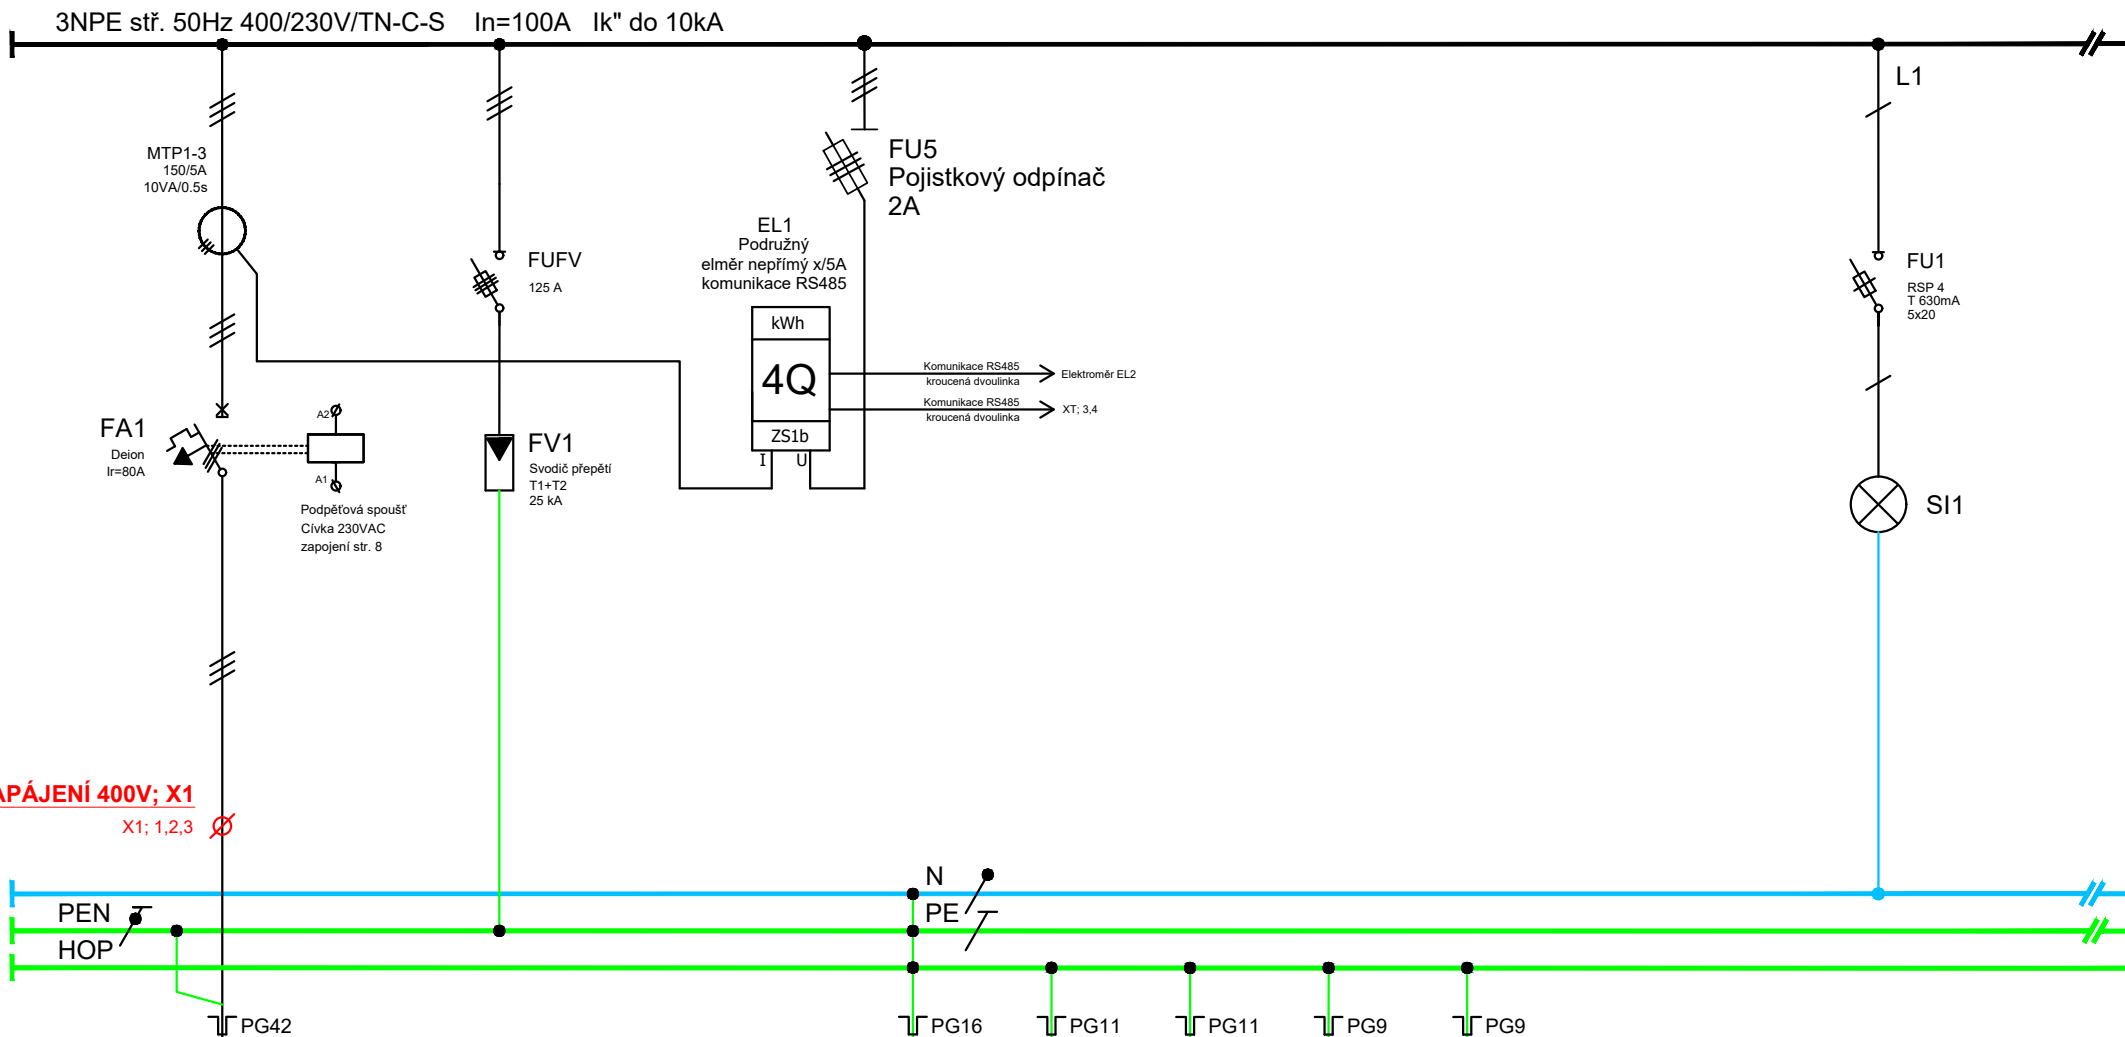 3NPE stř. 50Hz 400/230V/TN-C-S In=100A Ik" do 10kA
L1
MTP1-3
150/5A
10VA/0.5s
FUFV
125 A
FU5
Pojistkový odpínač
2A
EL1
Podružný
elměr nepřímý x/5A
komunikace RS485
kWh
4Q
ZS1b
I U
Komunikace RS485
kroucená dvoulinka
Elektroměr EL2
Komunikace RS485
kroucená dvoulinka
XT; 3,4
FU1
RSP 4
T 630mA
5x20
FA1
Deion
Ir=80A
A2
A1
Podpěťová spoušť
Cívka 230VAC
zapojení str. 8
FV1
Svodič přepětí
T1+T2
25 kA
SI1
APÁJENÍ 400V; X1
X1; 1,2,3
N
PEN
PE
HOP
PG42
PG16
PG11
PG11
PG9
PG9